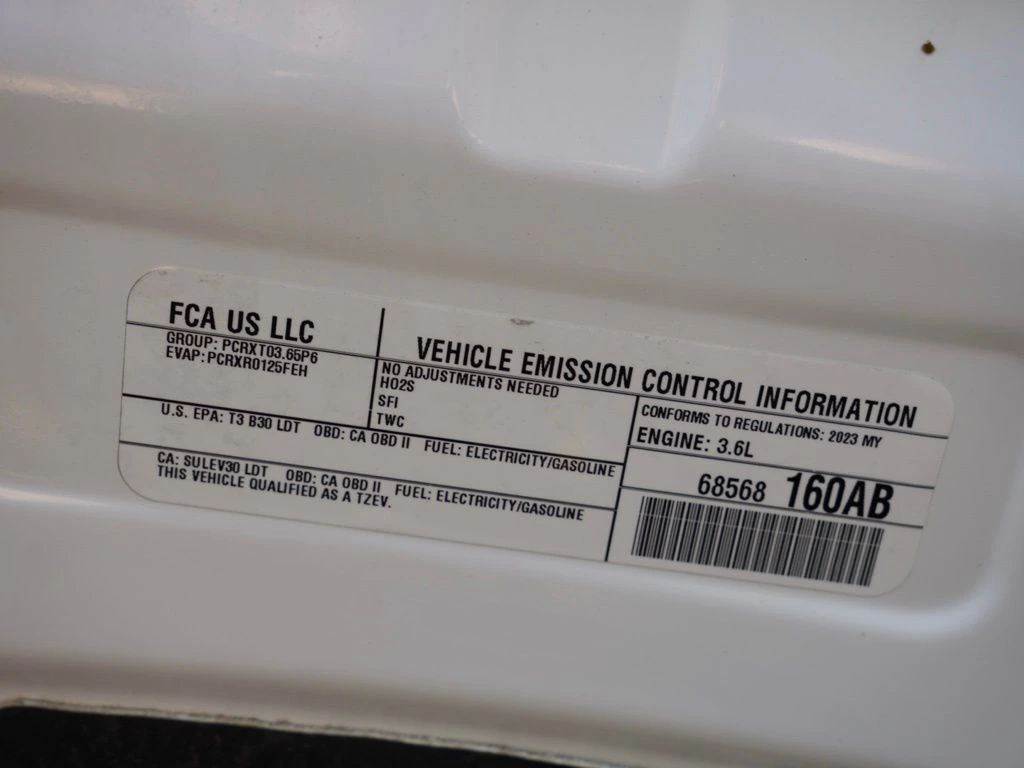 FCA US LLC
GROUP: PCRXT03.65P6
EVAP: PCRXR0125FEH
VEHICLE EMISSION CONTROL INFORMATION
NO ADJUSTMENTS NEEDED
HO2S
SFI
TWC
CONFORMS TO REGULATIONS: 2023 MY
ENGINE: 3.6L
U.S. EPA: T3 B30 LDT OBD: CA OBD II FUEL: ELECTRICITY/GASOLINE
CA: SULEV30 LDT OBD: CA OBD II FUEL: ELECTRICITY/GASOLINE
THIS VEHICLE QUALIFIED AS A TZEV.
68568 160AB